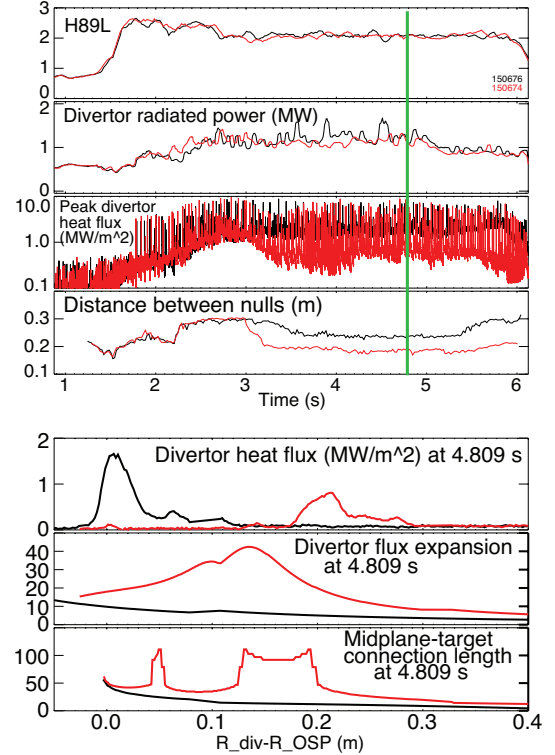 3
H89L
2
1
150676
150674
0
2
Divertor radiated power (MW)
1
0
10.0
Peak divertor
heat flux
(MW/m^2)
1.0
0.1
Distance between nulls (m)
0.3
0.2
0.1
1 2 3 4 5 6
Time (s)
2
Divertor heat flux (MW/m^2) at 4.809 s
1
0
40
Divertor flux expansion
at 4.809 s
30
20
10
0
Midplane-target
connection length
at 4.809 s
100
50
0
0.0 0.1 0.2 0.3 0.4
R_div-R_OSP (m)